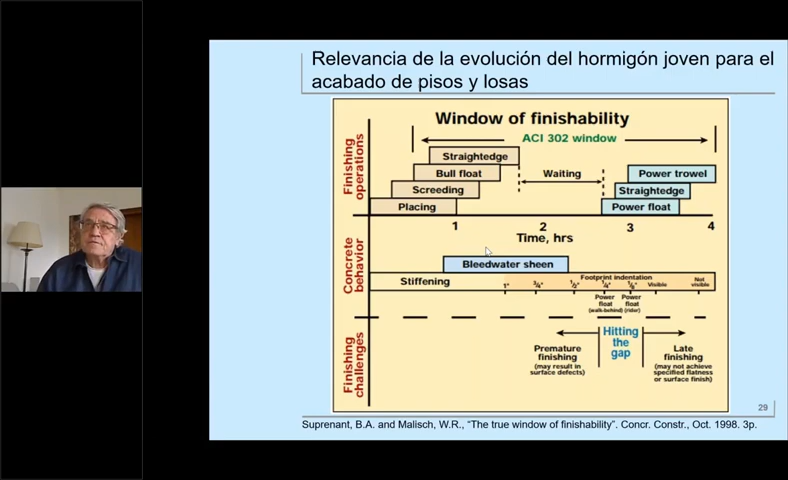 Relevancia de la evolución del hormigón joven para el
acabado de pisos y losas
Window of finishability
ACI 302 window
Finishing
operations
Straightedge
Bull float
Screeding
Placing
Waiting
Power trowel
Straightedge
Power float
1 2 3 4
Time, hrs
Concrete
behavior
Bleedwater sheen
Stiffening
Footprint indentation
1" 3/4" 1/2" 1/4" 1/8" Visible Not
visible
Power
float
(walk-behind)
Power
float
(rider)
Finishing
challenges
Premature
finishing
(may result in
surface defects)
Hitting
the
gap
Late
finishing
(may not achieve
specified flatness
or surface finish)
29
Suprenant, B.A. and Malisch, W.R., "The true window of finishability". Concr. Constr., Oct. 1998. 3p.